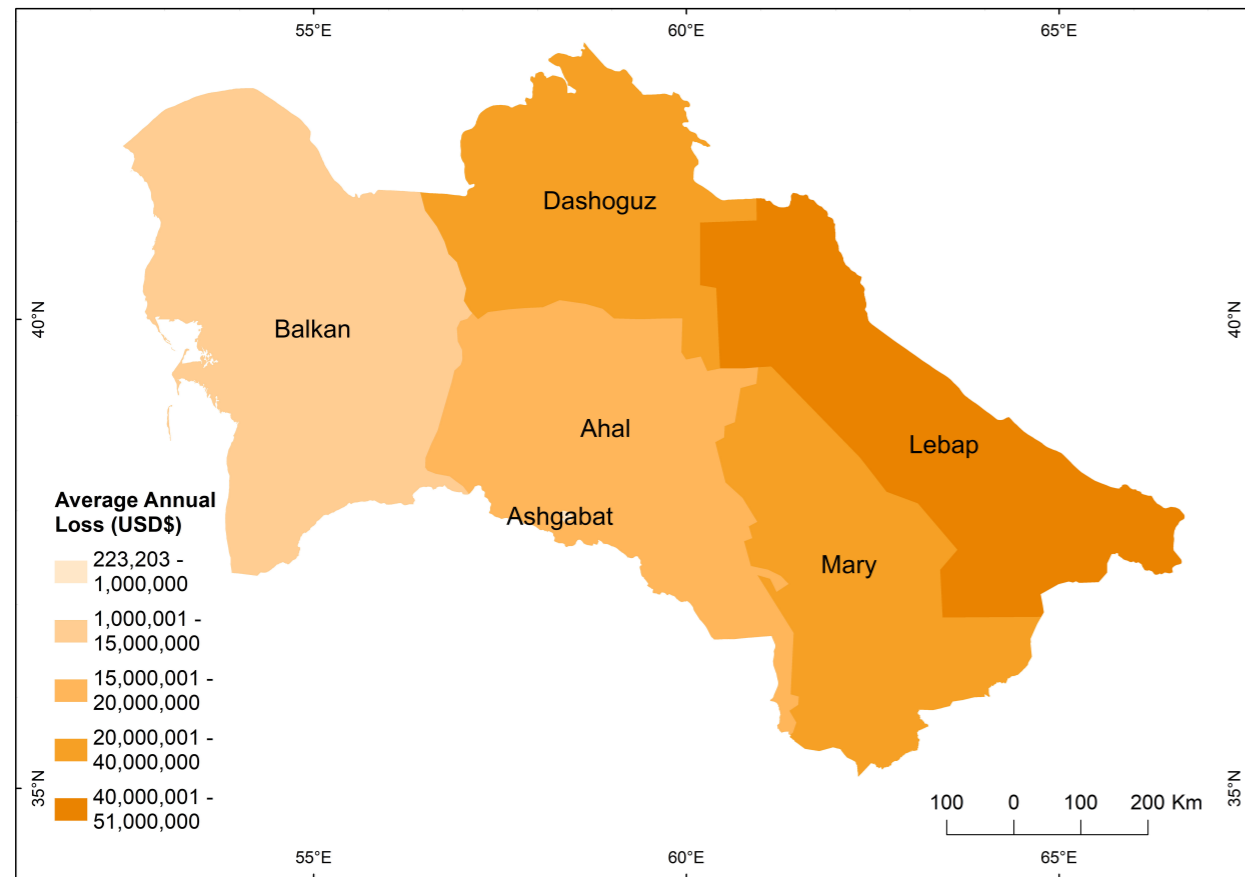 55°E
60°E
65°E
Dashoguz
40°N
40°N
Balkan
Ahal
Lebap
Ashgabat
Mary
Average Annual
Loss (USD$)
223,203 -
1,000,000
1,000,001 -
15,000,000
15,000,001 -
20,000,000
20,000,001 -
40,000,000
40,000,001 -
51,000,000
35°N
35°N
100 0 100 200 Km
55°E
60°E
65°E